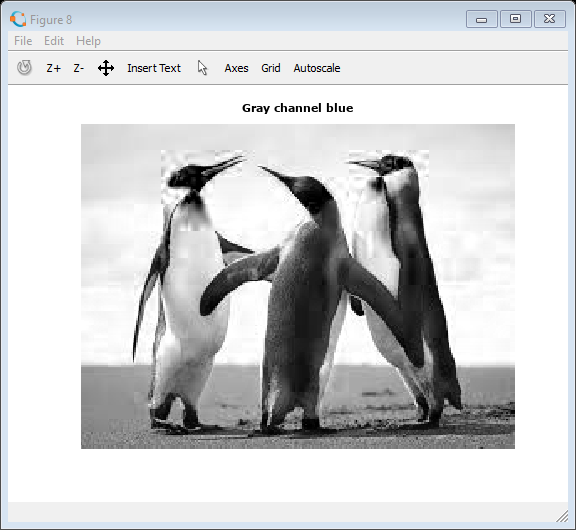 Figure 8
File Edit Help
Z+ Z- Insert Text Axes Grid Autoscale
Gray channel blue